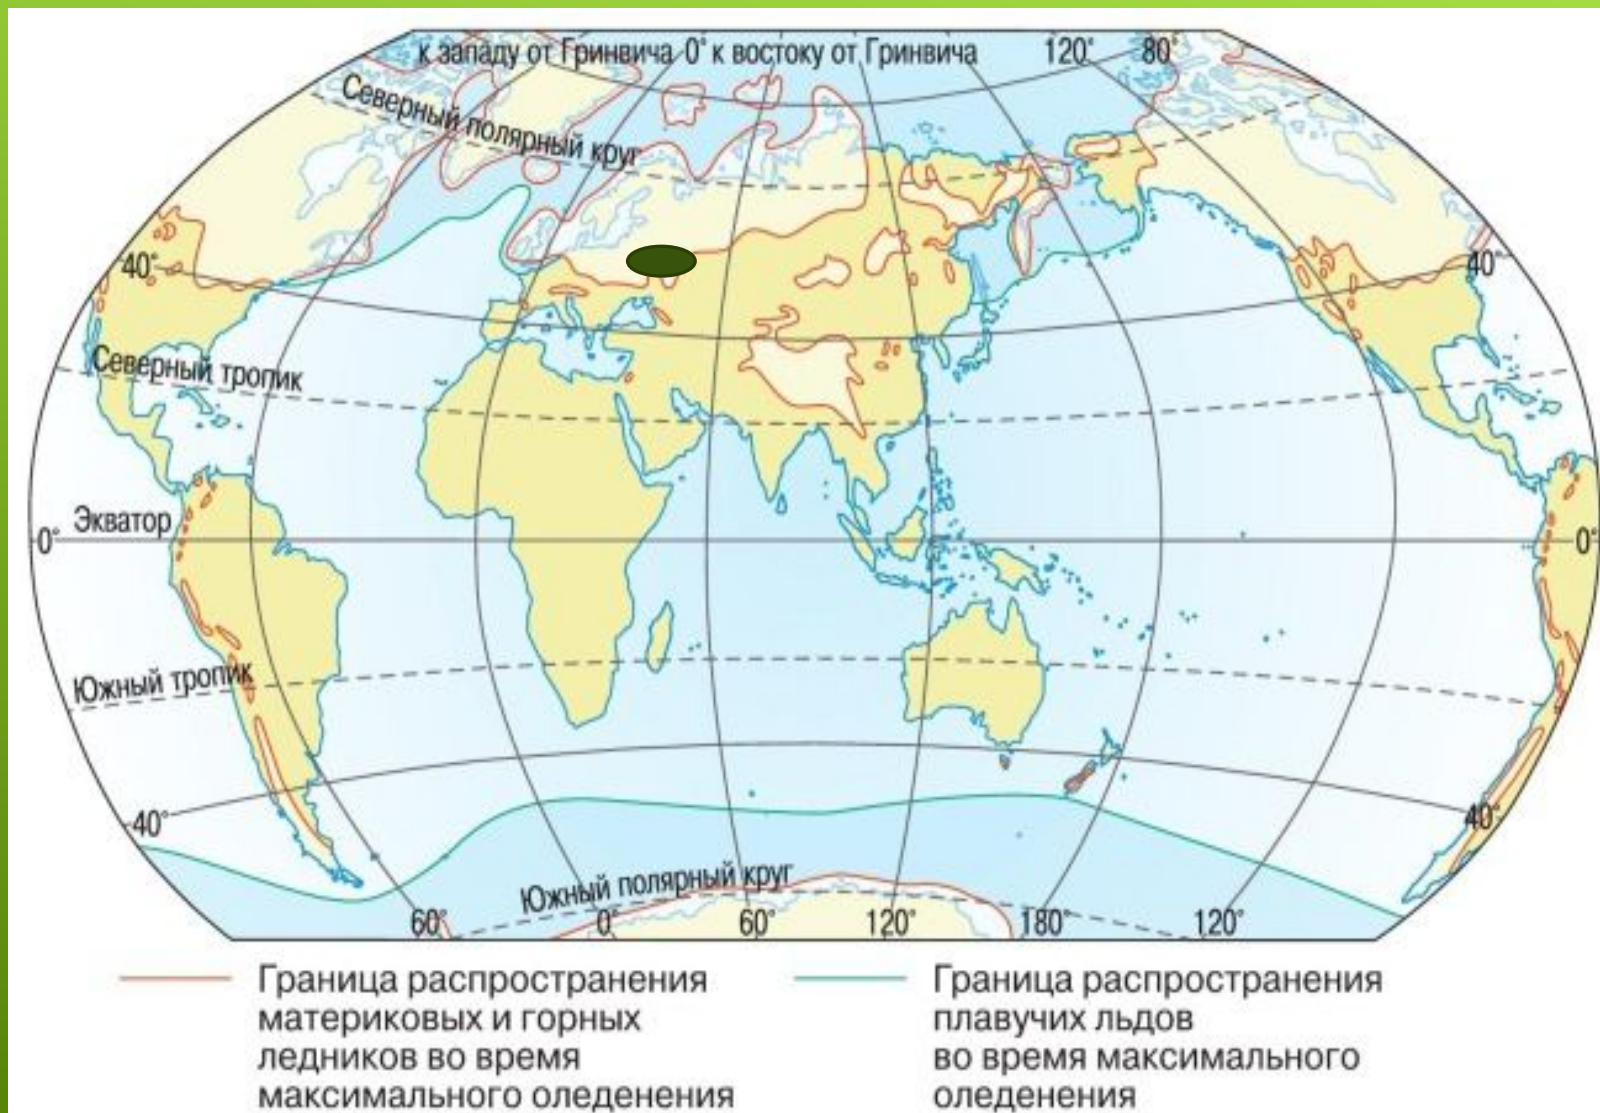 к западу от Гринвича 0° к востоку от Гринвича 120° 80°
Северный полярный круг
40° 40°
Северный тропик
Экватор
0° 0°
Южный тропик
40° 40°
Южный полярный круг
60° 0° 60° 120° 180° 120°
Граница распространения
материковых и горных
ледников во время
максимального оледенения
Граница распространения
плавучих льдов
во время максимального
оледенения